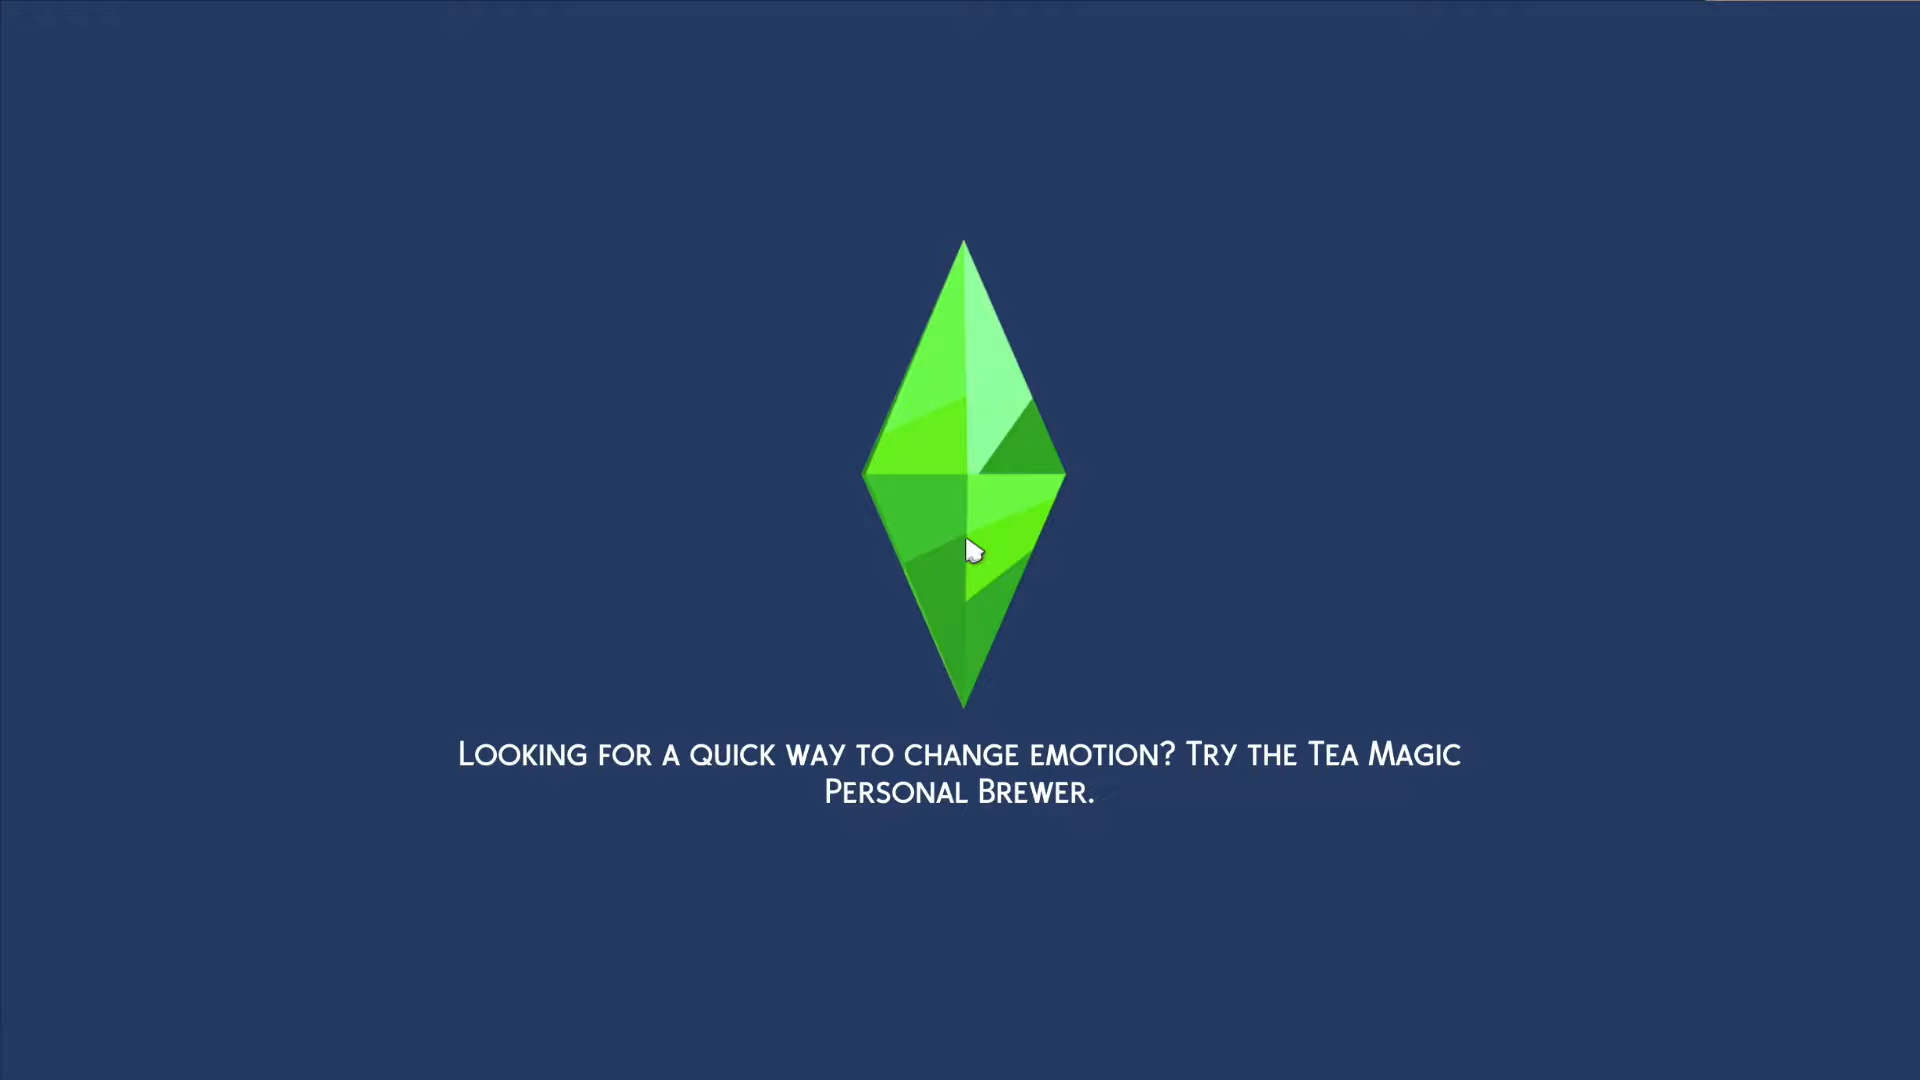 Looking for a quick way to change emotion? Try the Tea Magic
Personal Brewer.